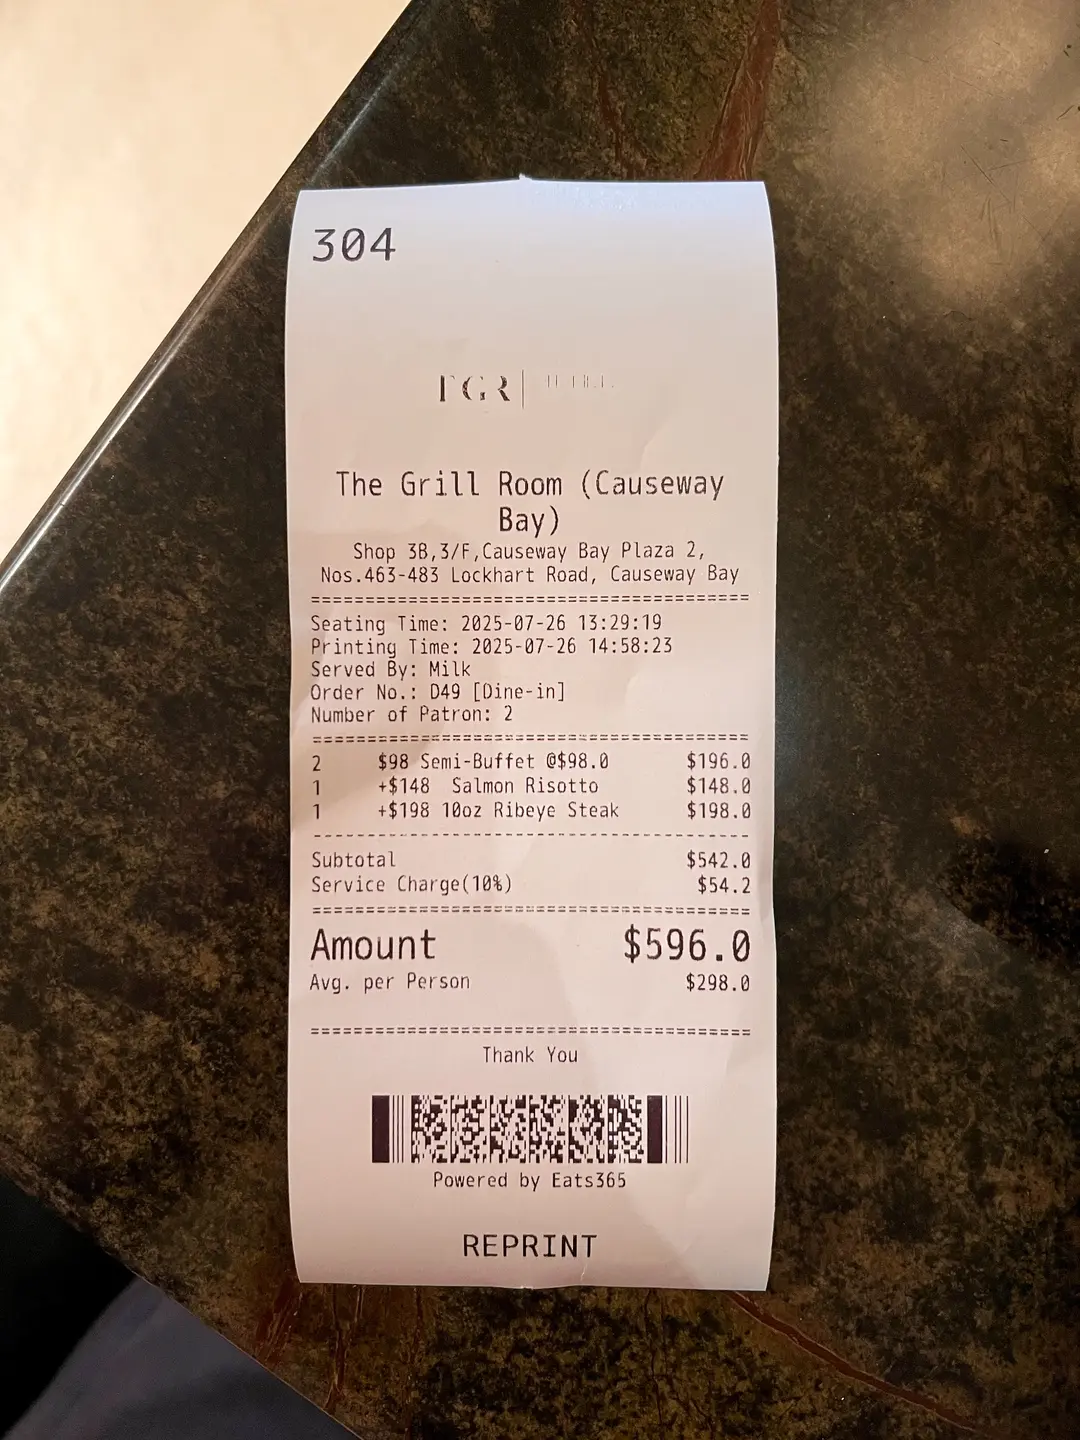 304
TGR
The Grill Room (Causeway
Bay)
Shop 3B,3/F,Causeway Bay Plaza 2,
Nos.463-483 Lockhart Road, Causeway Bay
=========================================
Seating Time: 2025-07-26 13:29:19
Printing Time: 2025-07-26 14:58:23
Served By: Milk
Order No.: D49 [Dine-in]
Number of Patron: 2
=========================================
2 $98 Semi-Buffet @$98.0 $196.0
1 +$148 Salmon Risotto $148.0
1 +$198 10oz Ribeye Steak $198.0
-----------------------------------------
Subtotal $542.0
Service Charge(10%) $54.2
=========================================
Amount $596.0
Avg. per Person $298.0
=========================================
Thank You
Powered by Eats365
REPRINT